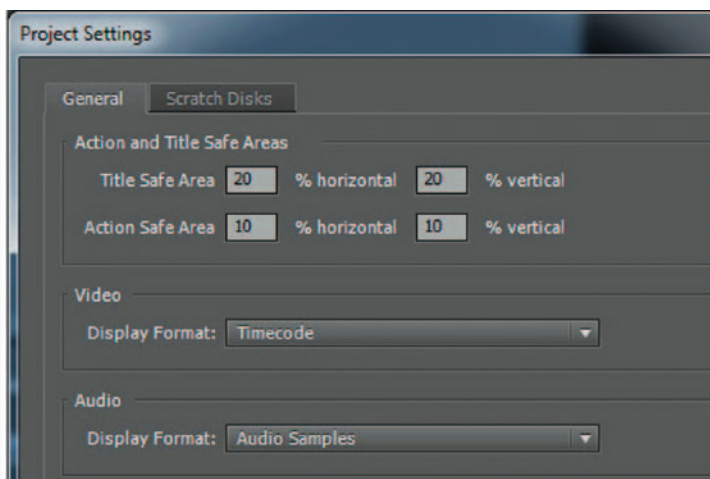 Project Settings
General Scratch Disks
Action and Title Safe Areas
Title Safe Area 20 % horizontal 20 % vertical
Action Safe Area 10 % horizontal 10 % vertical
Video
Display Format: Timecode
Audio
Display Format: Audio Samples